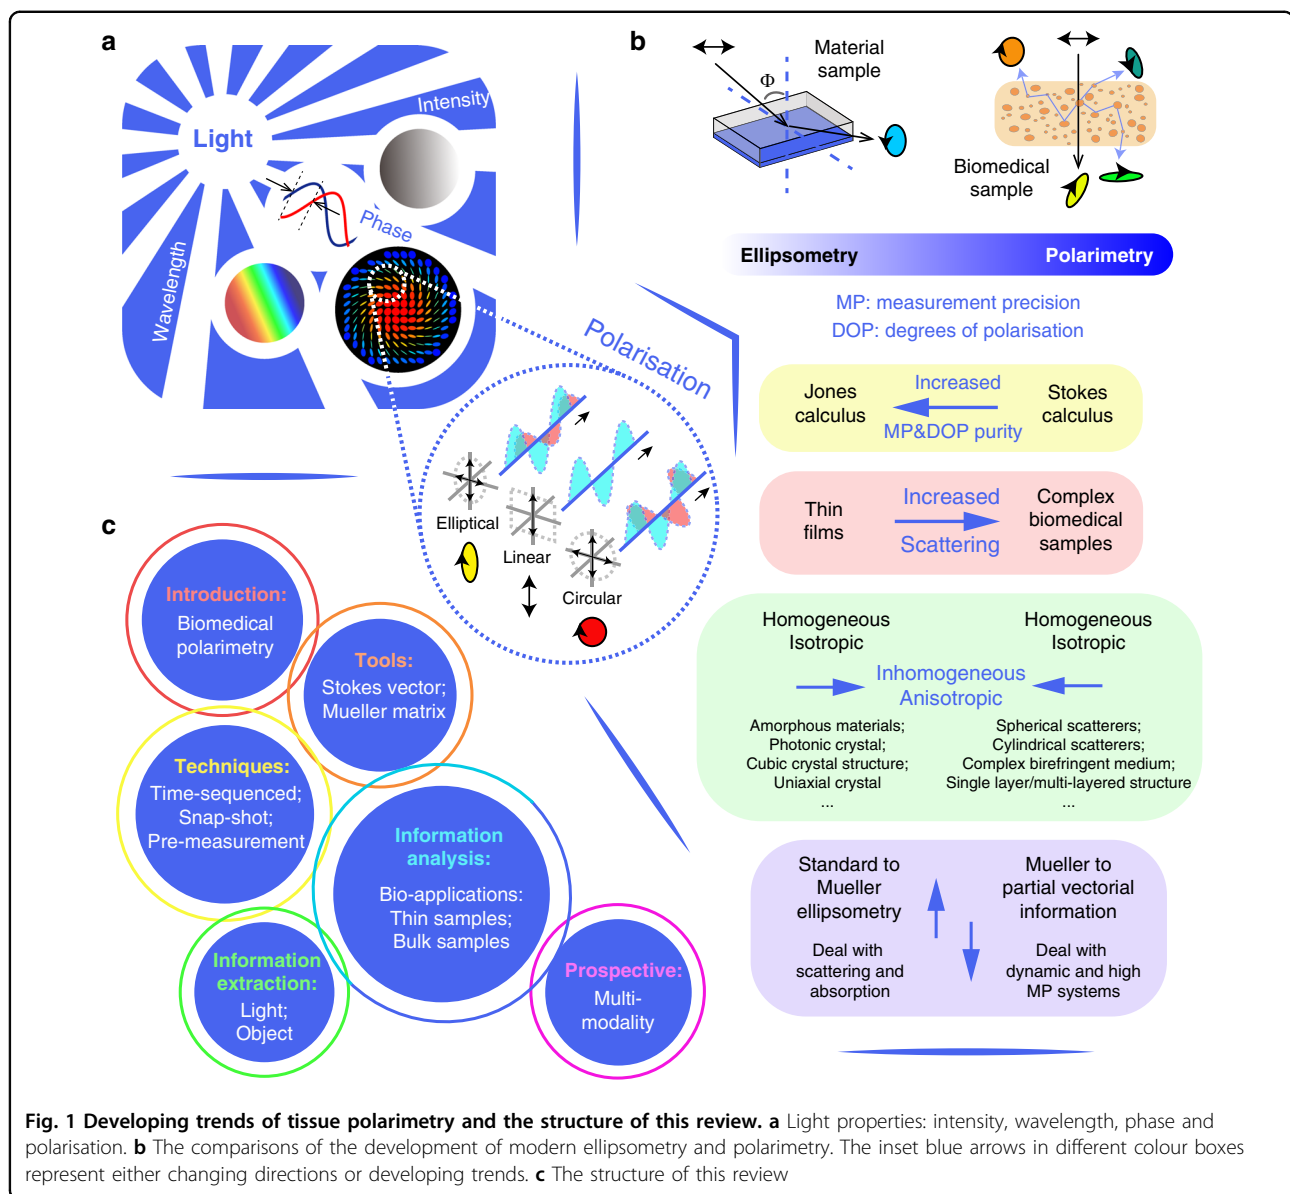 a
Light
Intensity
Phase
Wavelength
Polarisation
Elliptical
Linear
Circular
b
Material
sample
Φ
Biomedical
sample
Ellipsometry
Polarimetry
MP: measurement precision
DOP: degrees of polarisation
Jones
calculus
Increased
MP&DOP purity
Stokes
calculus
Thin
films
Increased
Scattering
Complex
biomedical
samples
Homogeneous
Isotropic
Homogeneous
Isotropic
Inhomogeneous
Anisotropic
Amorphous materials;
Photonic crystal;
Cubic crystal structure;
Uniaxial crystal
...
Spherical scatterers;
Cylindrical scatterers;
Complex birefringent medium;
Single layer/multi-layered structure
...
Standard to
Mueller
ellipsometry
Deal with
scattering and
absorption
Mueller to
partial vectorial
information
Deal with
dynamic and high
MP systems
c
Introduction:
Biomedical
polarimetry
Tools:
Stokes vector;
Mueller matrix
Techniques:
Time-sequenced;
Snap-shot;
Pre-measurement
Information
analysis:
Bio-applications:
Thin samples;
Bulk samples
Information
extraction:
Light;
Object
Prospective:
Multi-
modality
Fig. 1 Developing trends of tissue polarimetry and the structure of this review. a Light properties: intensity, wavelength, phase and
polarisation. b The comparisons of the development of modern ellipsometry and polarimetry. The inset blue arrows in different colour boxes
represent either changing directions or developing trends. c The structure of this review